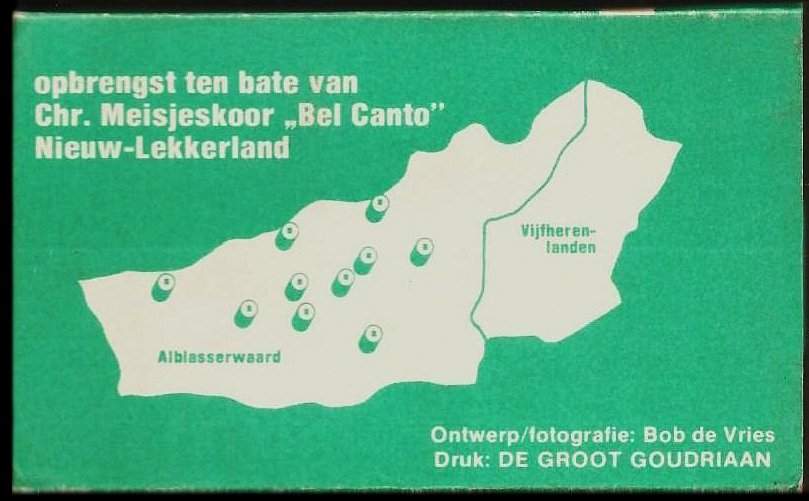 opbrengst ten bate van
Chr. Meisjeskoor „Bel Canto”
Nieuw-Lekkerland
Vijfheren-
landen
Alblasserwaard
Ontwerp/fotografie: Bob de Vries
Druk: DE GROOT GOUDRIAAN